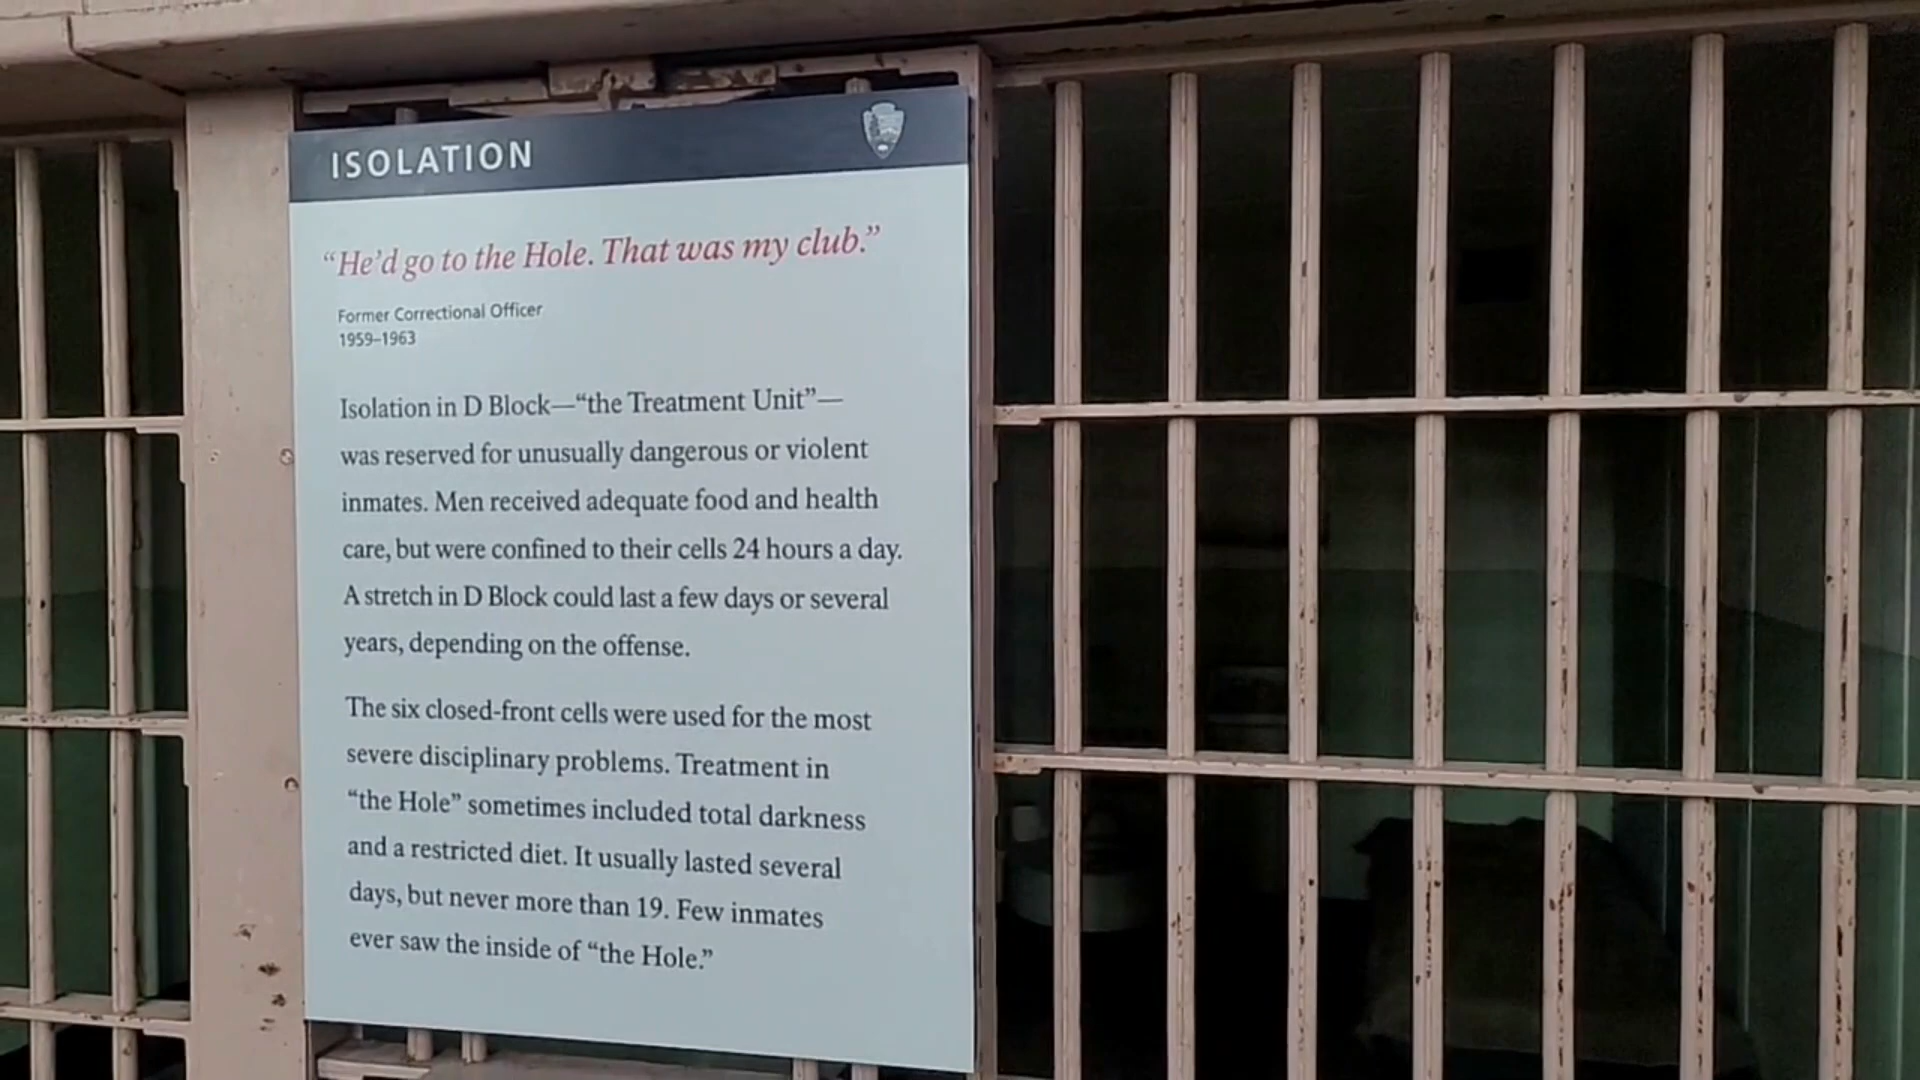 ISOLATION
“He’d go to the Hole. That was my club.”
Former Correctional Officer
1959–1963
Isolation in D Block—“the Treatment Unit”—
was reserved for unusually dangerous or violent
inmates. Men received adequate food and health
care, but were confined to their cells 24 hours a day.
A stretch in D Block could last a few days or several
years, depending on the offense.
The six closed-front cells were used for the most
severe disciplinary problems. Treatment in
“the Hole” sometimes included total darkness
and a restricted diet. It usually lasted several
days, but never more than 19. Few inmates
ever saw the inside of “the Hole.”